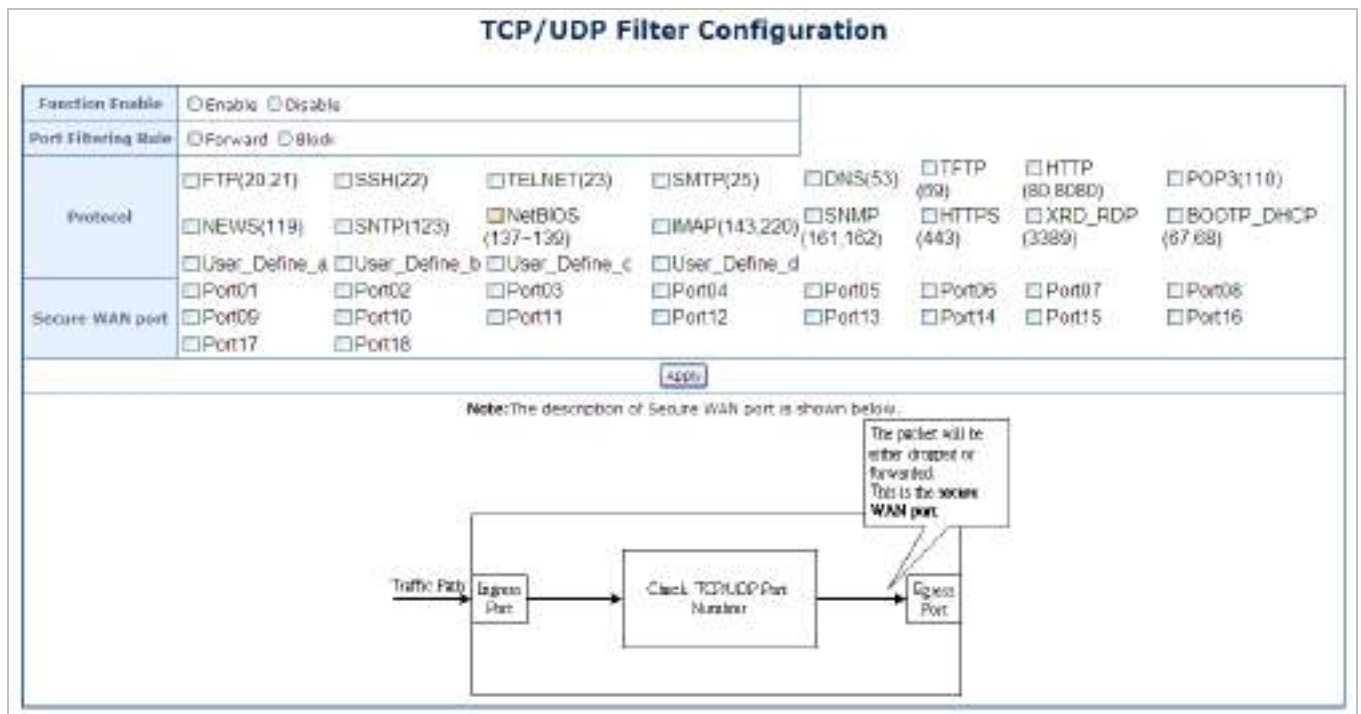 TCP/UDP Filter Configuration
Function Enable
Enable Disable
Port Filtering Rule
Forward Block
Protocol
FTP(20,21) SSH(22) TELNET(23) SMTP(25) DNS(53) TFTP (69) HTTP (80,8080) POP3(110)
NEWS(119) SNTP(123) NetBIOS (137~139) IMAP(143,220) SNMP (161,162) HTTPS (443) XRD_RDP (3389) BOOTP_DHCP (67,68)
User_Define_a User_Define_b User_Define_c User_Define_d
Secure WAN port
Port01 Port02 Port03 Port04 Port05 Port06 Port07 Port08
Port09 Port10 Port11 Port12 Port13 Port14 Port15 Port16
Port17 Port18
Apply
Note:The description of Secure WAN port is shown below.
The packet will be
either dropped or
forwarded.
This is the secure
WAN port
Traffic Path
Ingress
Port
Check TCP/UDP Port
Number
Egress
Port